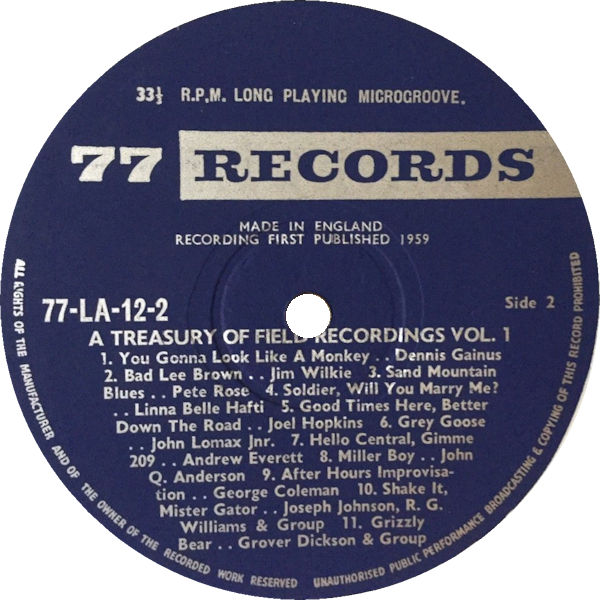 33⅓ R.P.M. LONG PLAYING MICROGROOVE.
77 RECORDS
MADE IN ENGLAND
RECORDING FIRST PUBLISHED 1959
77-LA-12-2
Side 2
A TREASURY OF FIELD RECORDINGS VOL. 1
1. You Gonna Look Like A Monkey . . Dennis Gainus
2. Bad Lee Brown . . Jim Wilkie 3. Sand Mountain
Blues . . Pete Rose 4. Soldier, Will You Marry Me?
. . Linna Belle Hafti 5. Good Times Here, Better
Down The Road . . Joel Hopkins 6. Grey Goose
. . John Lomax Jnr. 7. Hello Central, Gimme
209 . . Andrew Everett 8. Miller Boy . . John
Q. Anderson 9. After Hours Improvisa-
tion . . George Coleman 10. Shake It,
Mister Gator . . Joseph Johnson, R. G.
Williams & Group 11. Grizzly
Bear . . Grover Dickson & Group
ALL RIGHTS OF THE MANUFACTURER AND OF THE OWNER OF THE RECORDED WORK RESERVED UNAUTHORISED PUBLIC PERFORMANCE BROADCASTING & COPYING OF THIS RECORD PROHIBITED